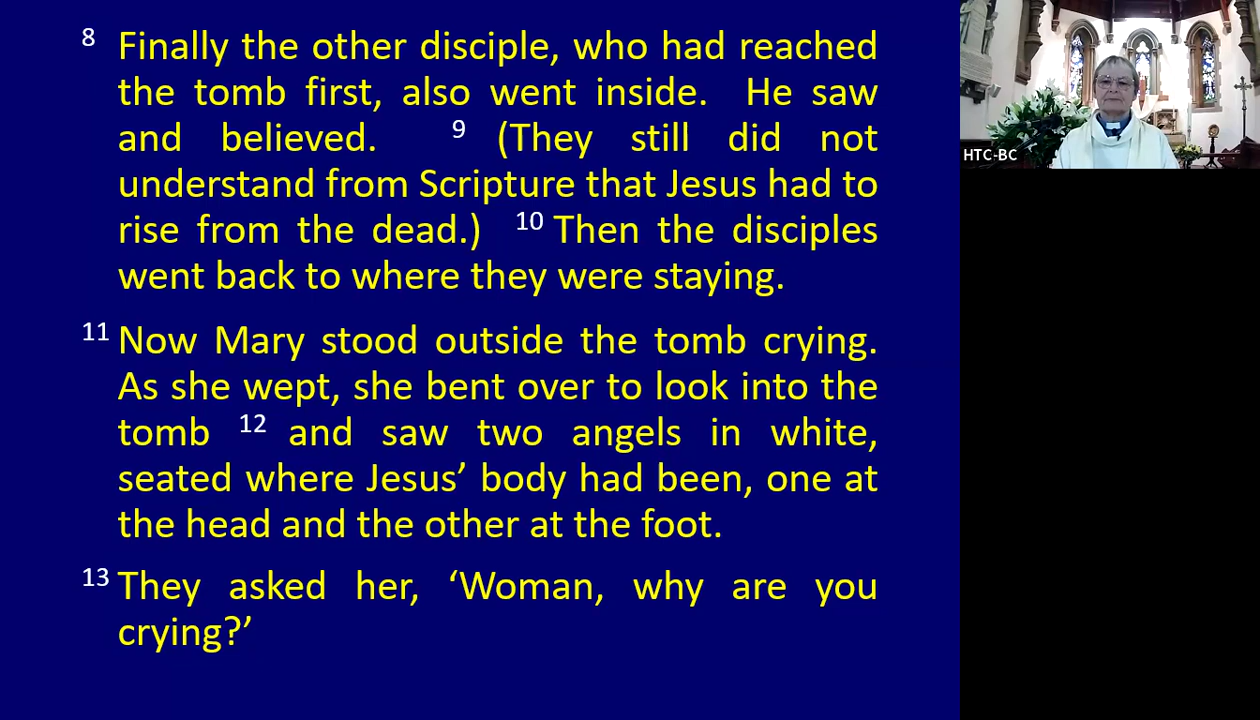 8 Finally the other disciple, who had reached
the tomb first, also went inside. He saw
and believed. 9 (They still did not
understand from Scripture that Jesus had to
rise from the dead.) 10 Then the disciples
went back to where they were staying.
11 Now Mary stood outside the tomb crying.
As she wept, she bent over to look into the
tomb 12 and saw two angels in white,
seated where Jesus’ body had been, one at
the head and the other at the foot.
13 They asked her, ‘Woman, why are you
crying?’
HTC-BC